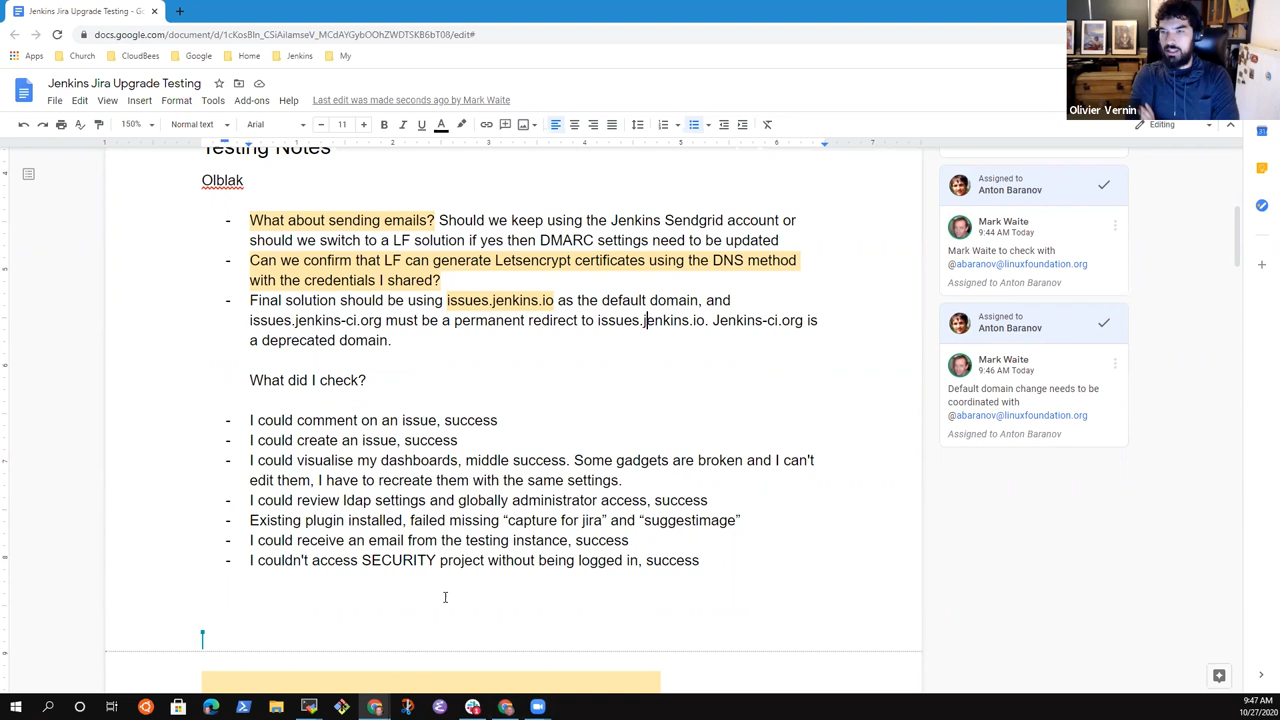 Jenkins Jira Upgrade Testing - Go
docs.google.com/document/d/1cKosBIn_CSiAiIamseV_MCdAYGybOOhZWDTSKB6bT08/edit#
Apps Church CloudBees Google Home Jenkins My
Jenkins Jira Upgrade Testing
File Edit View Insert Format Tools Add-ons Help Last edit was made seconds ago by Mark Waite
150% Normal text Arial 11 Editing
1 1 2 3 4 5 6 7
Testing Notes
Olblak
- What about sending emails? Should we keep using the Jenkins Sendgrid account or
should we switch to a LF solution if yes then DMARC settings need to be updated
- Can we confirm that LF can generate Letsencrypt certificates using the DNS method
with the credentials I shared?
- Final solution should be using issues.jenkins.io as the default domain, and
issues.jenkins-ci.org must be a permanent redirect to issues.jenkins.io. Jenkins-ci.org is
a deprecated domain.
What did I check?
- I could comment on an issue, success
- I could create an issue, success
- I could visualise my dashboards, middle success. Some gadgets are broken and I can't
edit them, I have to recreate them with the same settings.
- I could review ldap settings and globally administrator access, success
- Existing plugin installed, failed missing “capture for jira” and “suggestimage”
- I could receive an email from the testing instance, success
- I couldn't access SECURITY project without being logged in, success
Assigned to
Anton Baranov
Mark Waite
9:44 AM Today
Mark Waite to check with
@abaranov@linuxfoundation.org
Assigned to Anton Baranov
Assigned to
Anton Baranov
Mark Waite
9:46 AM Today
Default domain change needs to be
coordinated with
@abaranov@linuxfoundation.org
Assigned to Anton Baranov
Olivier Vernin
9:47 AM
10/27/2020